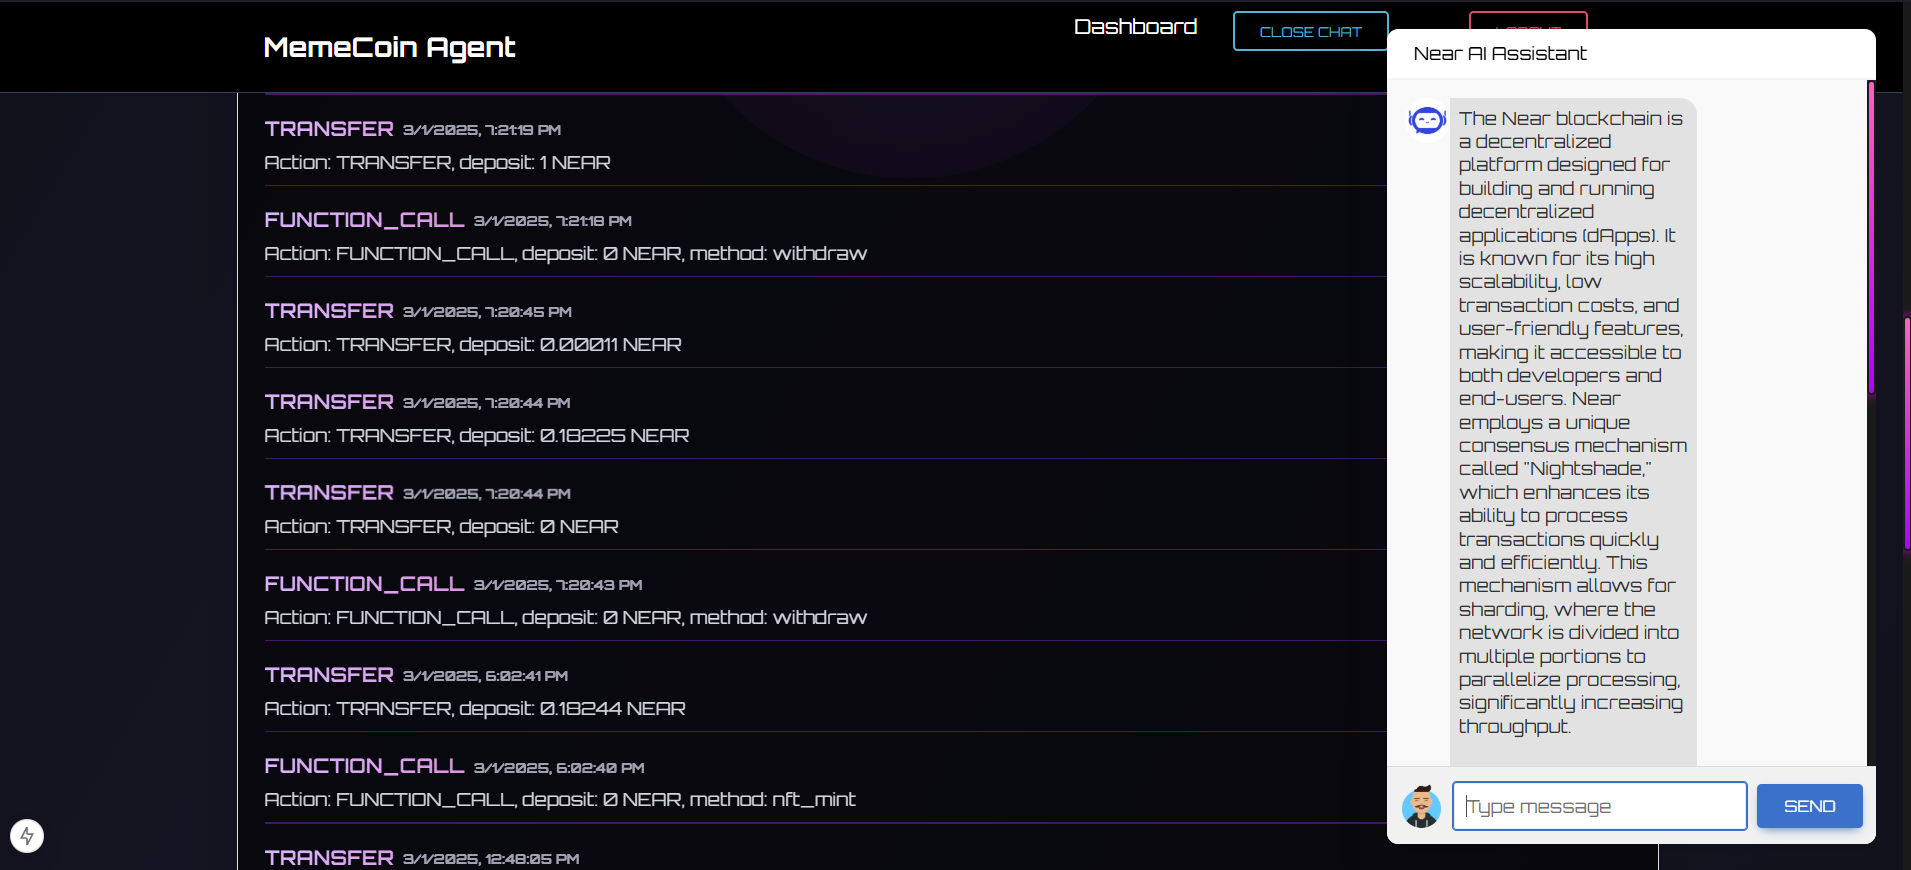 MemeCoin Agent
Dashboard
CLOSE CHAT
TRANSFER 3/1/2025, 7:21:19 PM
Action: TRANSFER, deposit: 1 NEAR
FUNCTION_CALL 3/1/2025, 7:21:18 PM
Action: FUNCTION_CALL, deposit: 0 NEAR, method: withdraw
TRANSFER 3/1/2025, 7:20:45 PM
Action: TRANSFER, deposit: 0.00011 NEAR
TRANSFER 3/1/2025, 7:20:44 PM
Action: TRANSFER, deposit: 0.18225 NEAR
TRANSFER 3/1/2025, 7:20:44 PM
Action: TRANSFER, deposit: 0 NEAR
FUNCTION_CALL 3/1/2025, 7:20:43 PM
Action: FUNCTION_CALL, deposit: 0 NEAR, method: withdraw
TRANSFER 3/1/2025, 6:02:41 PM
Action: TRANSFER, deposit: 0.18244 NEAR
FUNCTION_CALL 3/1/2025, 6:02:40 PM
Action: FUNCTION_CALL, deposit: 0 NEAR, method: nft_mint
TRANSFER 3/1/2025, 12:48:05 PM
Near AI Assistant
The Near blockchain is
a decentralized
platform designed for
building and running
decentralized
applications (dApps). It
is known for its high
scalability, low
transaction costs, and
user-friendly features,
making it accessible to
both developers and
end-users. Near
employs a unique
consensus mechanism
called "Nightshade,"
which enhances its
ability to process
transactions quickly
and efficiently. This
mechanism allows for
sharding, where the
network is divided into
multiple portions to
parallelize processing,
significantly increasing
throughput.
Type message
SEND